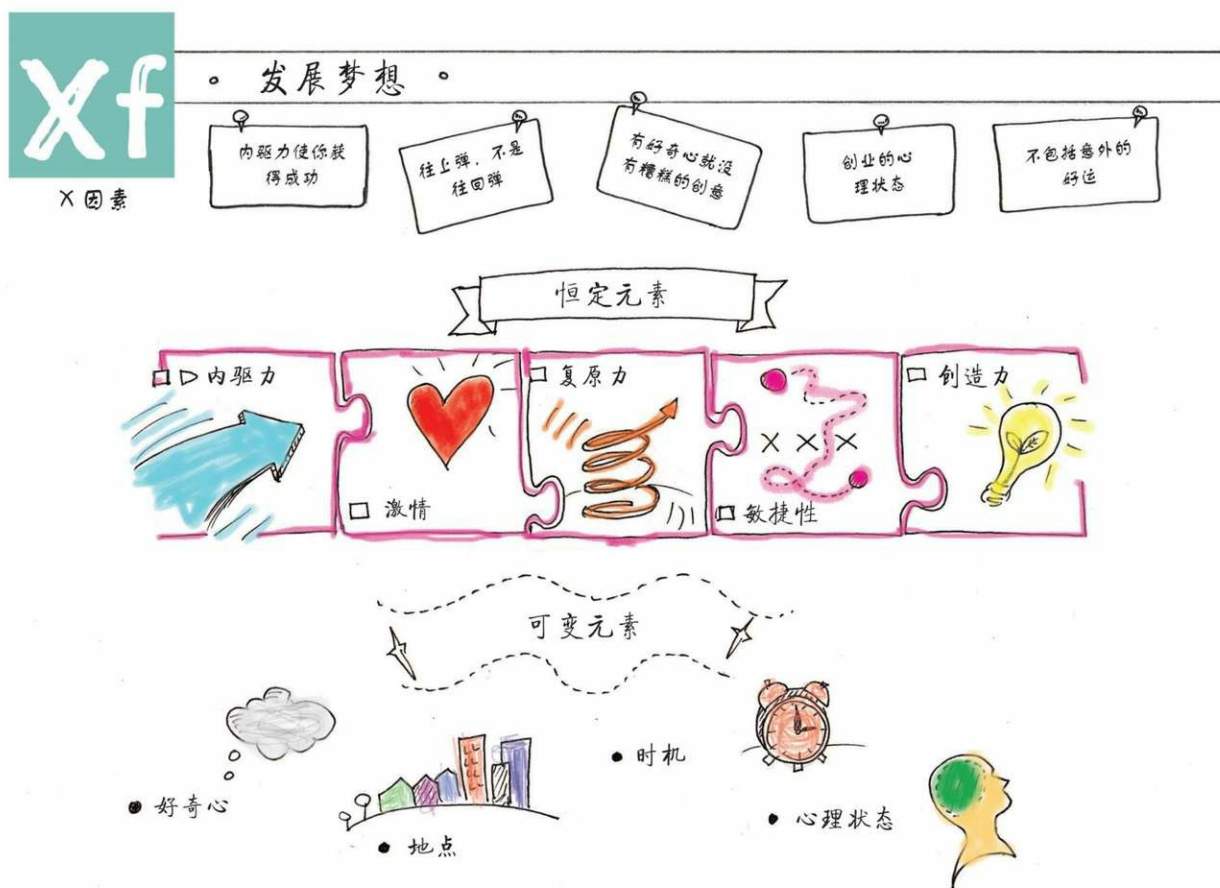 Xf
• 发展梦想 •
X因素
内驱力使你获
得成功
往上弹，不是
往回弹
有好奇心就没
有糟糕的创意
创业的心
理状态
不包括意外的
好运
恒定元素
内驱力
激情
复原力
敏捷性
创造力
可变元素
• 好奇心
• 地点
• 时机
• 心理状态